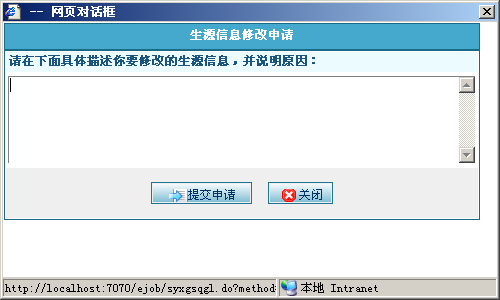 -- 网页对话框
生源信息修改申请
请在下面具体描述你要修改的生源信息，并说明原因：
提交申请
关闭
http://localhost:7070/ejob/syxgsqgl.do?method
本地 Intranet